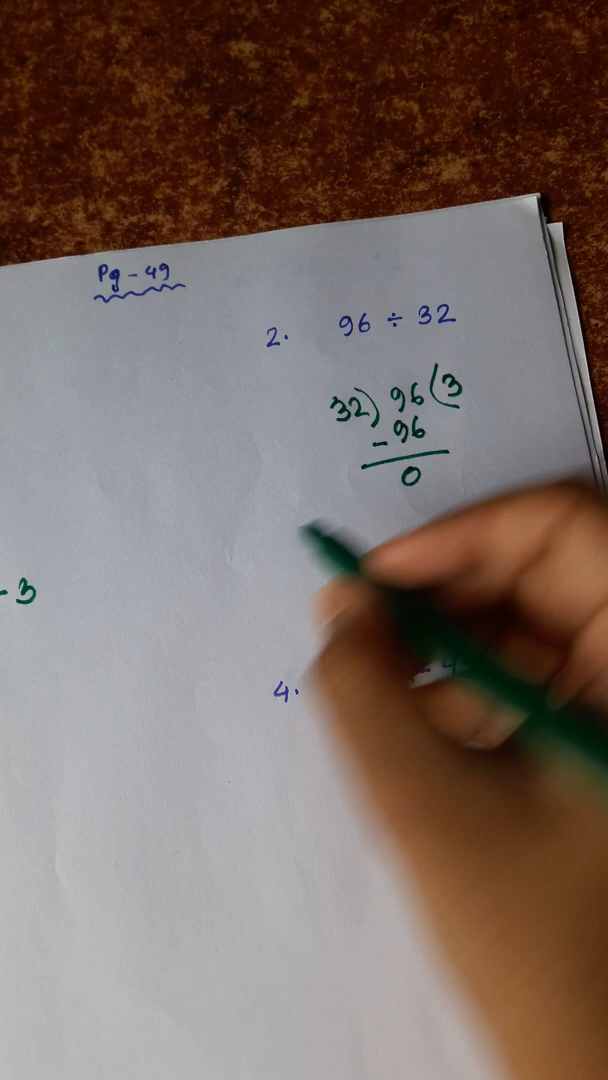 Pg - 49
2. 96 ÷ 32
32) 96 (3
- 96
0
- 3
4.